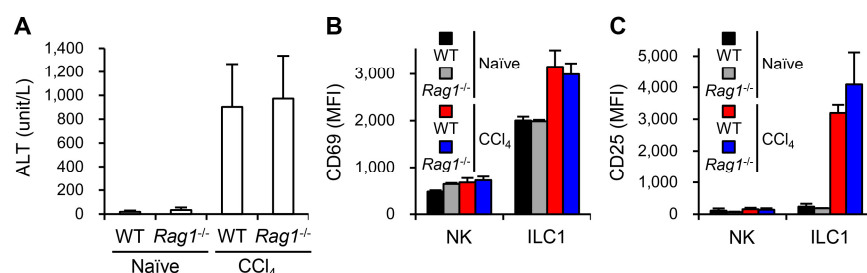 A
ALT (unit/L)
1,400
1,200
1,000
800
600
400
200
0
WT Rag1-/- WT Rag1-/-
Naïve CCl4
B
CD69 (MFI)
3,000
2,000
1,000
0
WT
Rag1-/-
Naïve
WT
Rag1-/-
CCl4
NK ILC1
C
CD25 (MFI)
5,000
4,000
3,000
2,000
1,000
0
WT
Rag1-/-
Naïve
WT
Rag1-/-
CCl4
NK ILC1